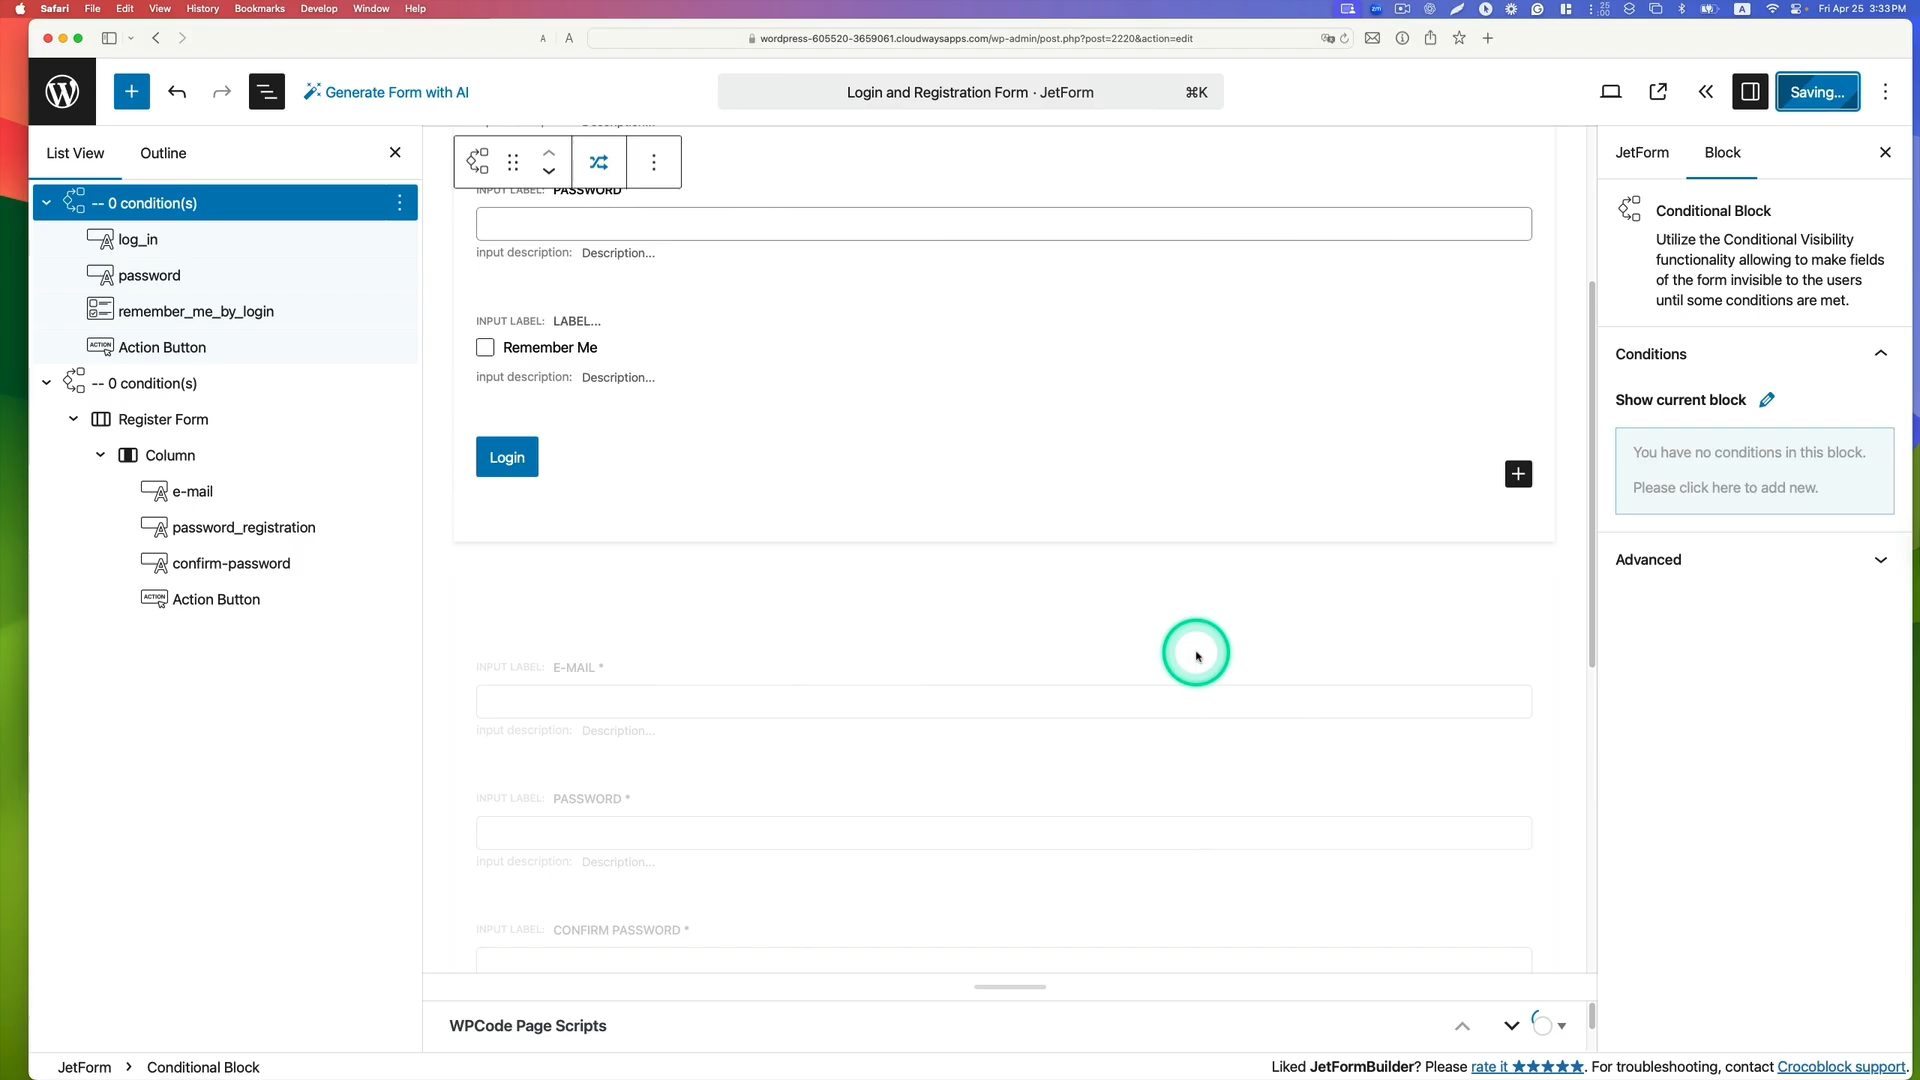 Safari File Edit View History Bookmarks Develop Window Help
25
:00
zm
A
Fri Apr 25 3:33 PM
A A
wordpress-605520-3659061.cloudwaysapps.com/wp-admin/post.php?post=2220&action=edit
Generate Form with AI
Login and Registration Form · JetForm ⌘K
Saving...
List View Outline
-- 0 condition(s)
log_in
password
remember_me_by_login
ACTION Action Button
-- 0 condition(s)
Register Form
Column
e-mail
password_registration
confirm-password
ACTION Action Button
INPUT LABEL: PASSWORD
input description: Description...
INPUT LABEL: LABEL...
Remember Me
input description: Description...
Login
INPUT LABEL: E-MAIL *
input description: Description...
INPUT LABEL: PASSWORD *
input description: Description...
INPUT LABEL: CONFIRM PASSWORD *
WPCode Page Scripts
JetForm Block
Conditional Block
Utilize the Conditional Visibility
functionality allowing to make fields
of the form invisible to the users
until some conditions are met.
Conditions
Show current block
You have no conditions in this block.
Please click here to add new.
Advanced
JetForm > Conditional Block
Liked JetFormBuilder? Please rate it ★★★★★. For troubleshooting, contact Crocoblock support.